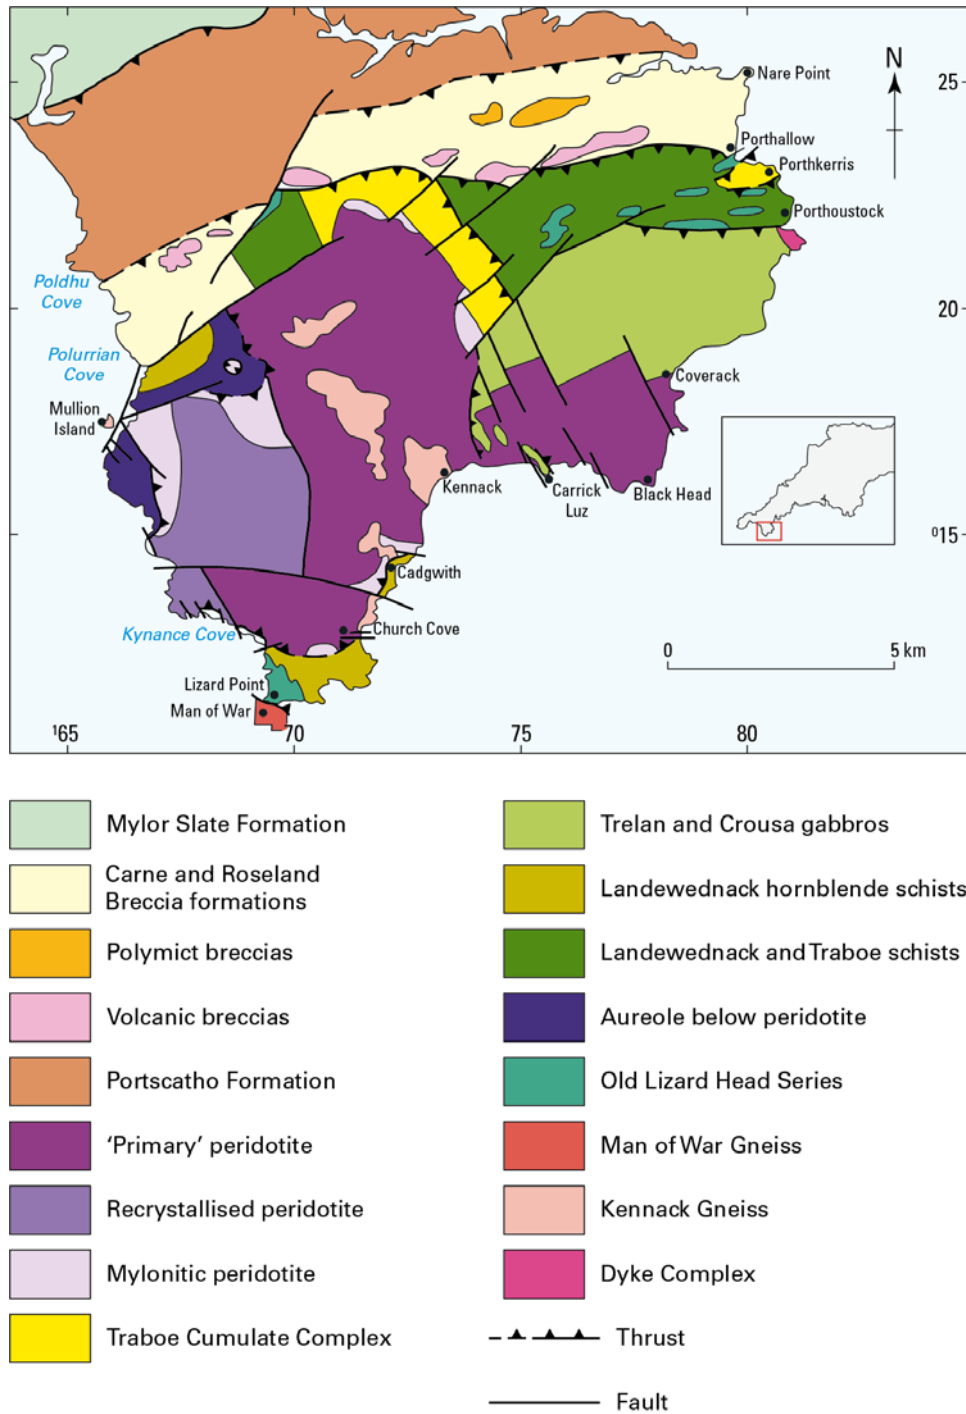 N
Nare Point
25
Porthallow
Porthkerris
Porthoustock
Poldhu
Cove
20
Polurrian
Cove
Coverack
Mullion
Island
Kennack
Carrick
Luz
Black Head
015
Cadgwith
Kynance Cove
Church Cove
0
5 km
Lizard Point
Man of War
165
70
75
80
Mylor Slate Formation
Carne and Roseland
Breccia formations
Polymict breccias
Volcanic breccias
Portscatho Formation
‘Primary’ peridotite
Recrystallised peridotite
Mylonitic peridotite
Traboe Cumulate Complex
Trelan and Crousa gabbros
Landewednack hornblende schists
Landewednack and Traboe schists
Aureole below peridotite
Old Lizard Head Series
Man of War Gneiss
Kennack Gneiss
Dyke Complex
Thrust
Fault